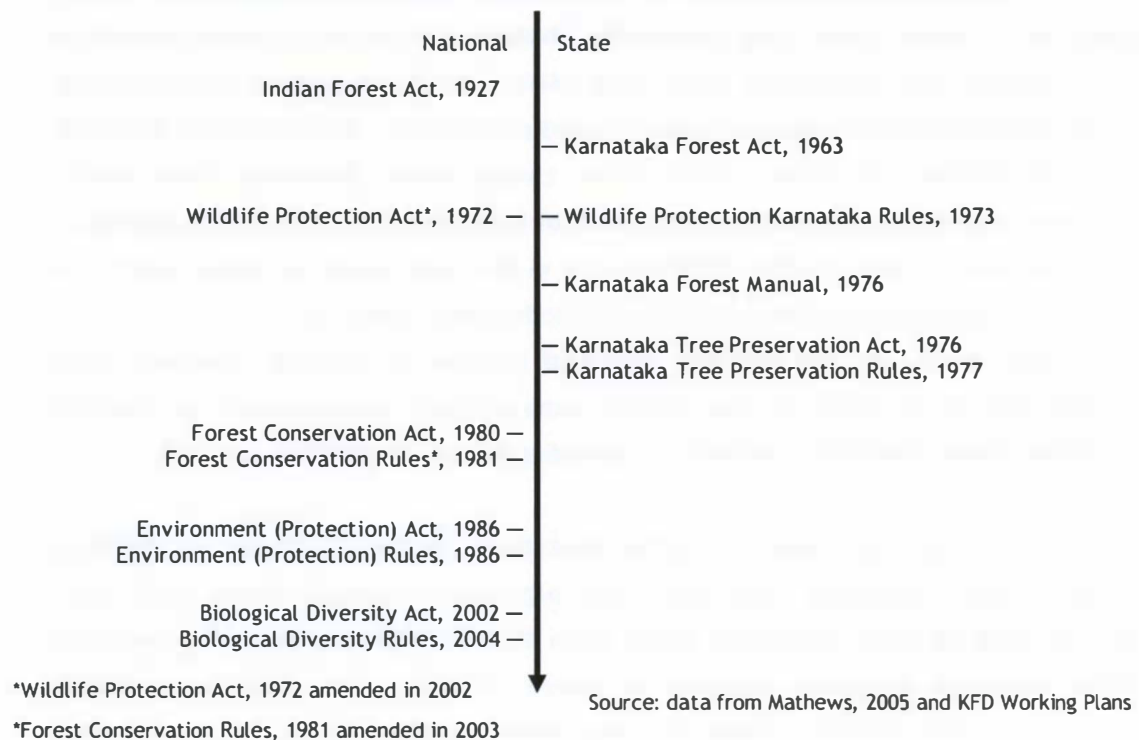 National State
Indian Forest Act, 1927
Karnataka Forest Act, 1963
Wildlife Protection Act*, 1972 Wildlife Protection Karnataka Rules, 1973
Karnataka Forest Manual, 1976
Karnataka Tree Preservation Act, 1976
Karnataka Tree Preservation Rules, 1977
Forest Conservation Act, 1980
Forest Conservation Rules*, 1981
Environment (Protection) Act, 1986
Environment (Protection) Rules, 1986
Biological Diversity Act, 2002
Biological Diversity Rules, 2004
*Wildlife Protection Act, 1972 amended in 2002
Source: data from Mathews, 2005 and KFD Working Plans
*Forest Conservation Rules, 1981 amended in 2003